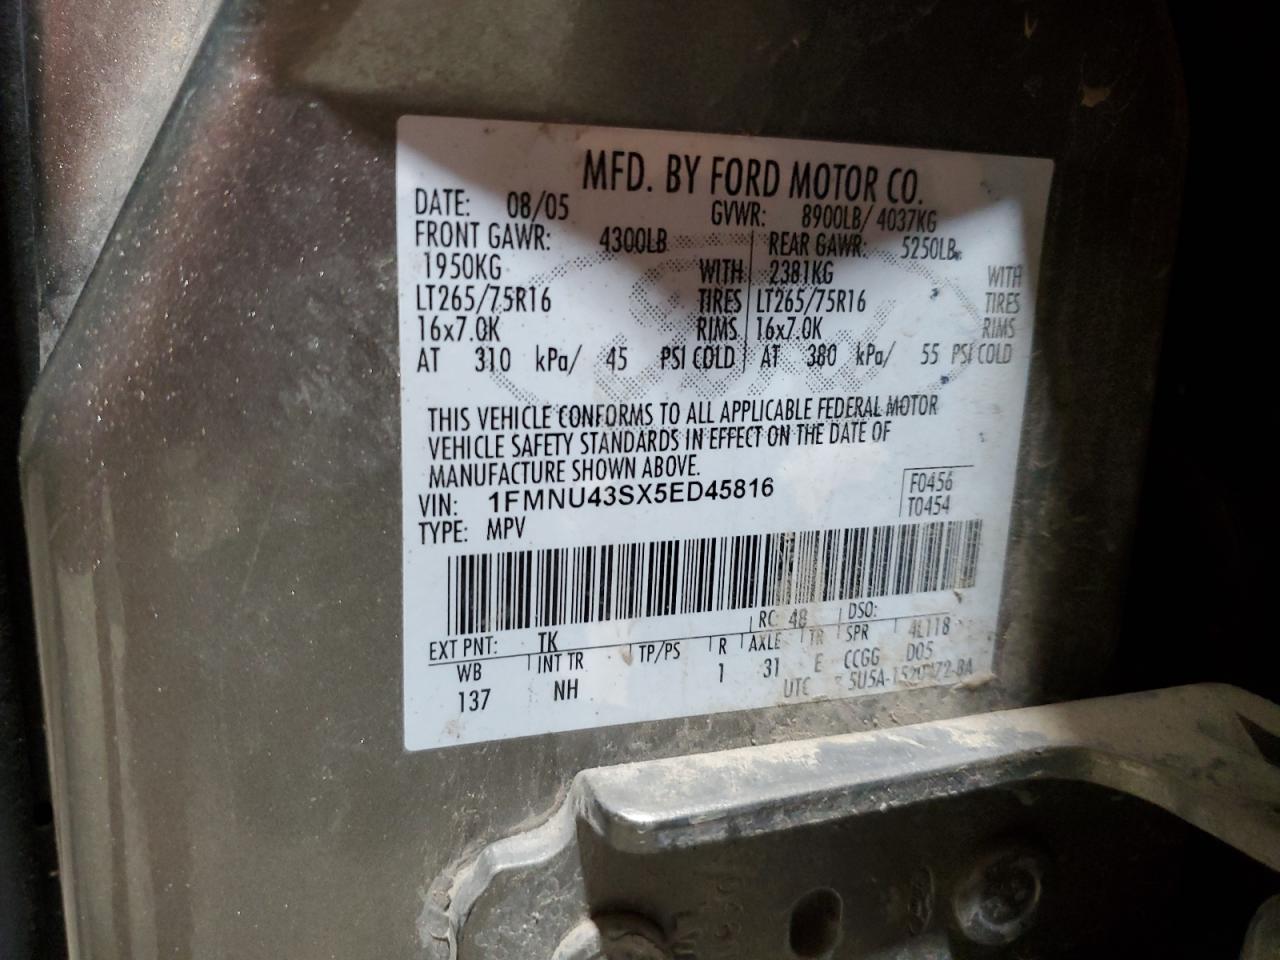 MFD. BY FORD MOTOR CO.
DATE: 08/05 GVWR: 8900LB/ 4037KG
FRONT GAWR: 4300LB REAR GAWR: 5250LB
1950KG WITH 2381KG WITH
LT265/75R16 TIRES LT265/75R16 TIRES
16x7.0K RIMS 16x7.0K RIMS
AT 310 kPa/ 45 PSI COLD AT 380 kPa/ 55 PSI COLD
THIS VEHICLE CONFORMS TO ALL APPLICABLE FEDERAL MOTOR
VEHICLE SAFETY STANDARDS IN EFFECT ON THE DATE OF
MANUFACTURE SHOWN ABOVE.
VIN: 1FMNU43SX5ED45816 F0456
TYPE: MPV T0454
EXT PNT: TK RC: 48 DSO:
WB INT TR TP/PS R AXLE TR SPR 4L118
137 NH 1 31 E CCGG D05
UTC